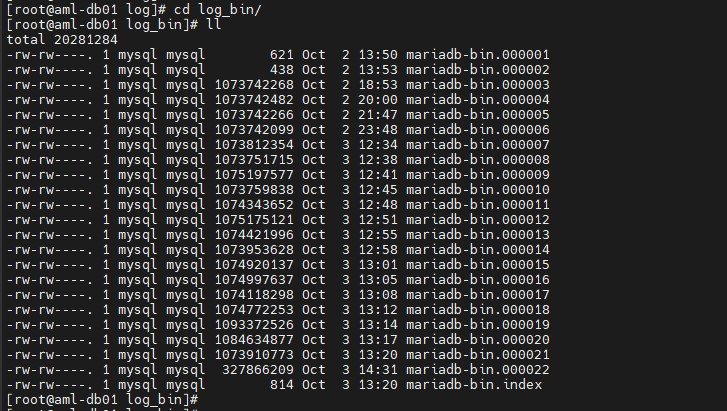 [root@aml-db01 log]# cd log_bin/
[root@aml-db01 log_bin]# ll
total 20281284
-rw-rw----. 1 mysql mysql        621 Oct  2 13:50 mariadb-bin.000001
-rw-rw----. 1 mysql mysql        438 Oct  2 13:53 mariadb-bin.000002
-rw-rw----. 1 mysql mysql 1073742268 Oct  2 18:53 mariadb-bin.000003
-rw-rw----. 1 mysql mysql 1073742482 Oct  2 20:00 mariadb-bin.000004
-rw-rw----. 1 mysql mysql 1073742266 Oct  2 21:47 mariadb-bin.000005
-rw-rw----. 1 mysql mysql 1073742099 Oct  2 23:48 mariadb-bin.000006
-rw-rw----. 1 mysql mysql 1073812354 Oct  3 12:34 mariadb-bin.000007
-rw-rw----. 1 mysql mysql 1073751715 Oct  3 12:38 mariadb-bin.000008
-rw-rw----. 1 mysql mysql 1075197577 Oct  3 12:41 mariadb-bin.000009
-rw-rw----. 1 mysql mysql 1073759838 Oct  3 12:45 mariadb-bin.000010
-rw-rw----. 1 mysql mysql 1074343652 Oct  3 12:48 mariadb-bin.000011
-rw-rw----. 1 mysql mysql 1075175121 Oct  3 12:51 mariadb-bin.000012
-rw-rw----. 1 mysql mysql 1074421996 Oct  3 12:55 mariadb-bin.000013
-rw-rw----. 1 mysql mysql 1073953628 Oct  3 12:58 mariadb-bin.000014
-rw-rw----. 1 mysql mysql 1074920137 Oct  3 13:01 mariadb-bin.000015
-rw-rw----. 1 mysql mysql 1074997637 Oct  3 13:05 mariadb-bin.000016
-rw-rw----. 1 mysql mysql 1074118298 Oct  3 13:08 mariadb-bin.000017
-rw-rw----. 1 mysql mysql 1074772253 Oct  3 13:12 mariadb-bin.000018
-rw-rw----. 1 mysql mysql 1093372526 Oct  3 13:14 mariadb-bin.000019
-rw-rw----. 1 mysql mysql 1084634877 Oct  3 13:17 mariadb-bin.000020
-rw-rw----. 1 mysql mysql 1073910773 Oct  3 13:20 mariadb-bin.000021
-rw-rw----. 1 mysql mysql  327866209 Oct  3 14:31 mariadb-bin.000022
-rw-rw----. 1 mysql mysql        814 Oct  3 13:20 mariadb-bin.index
[root@aml-db01 log_bin]#